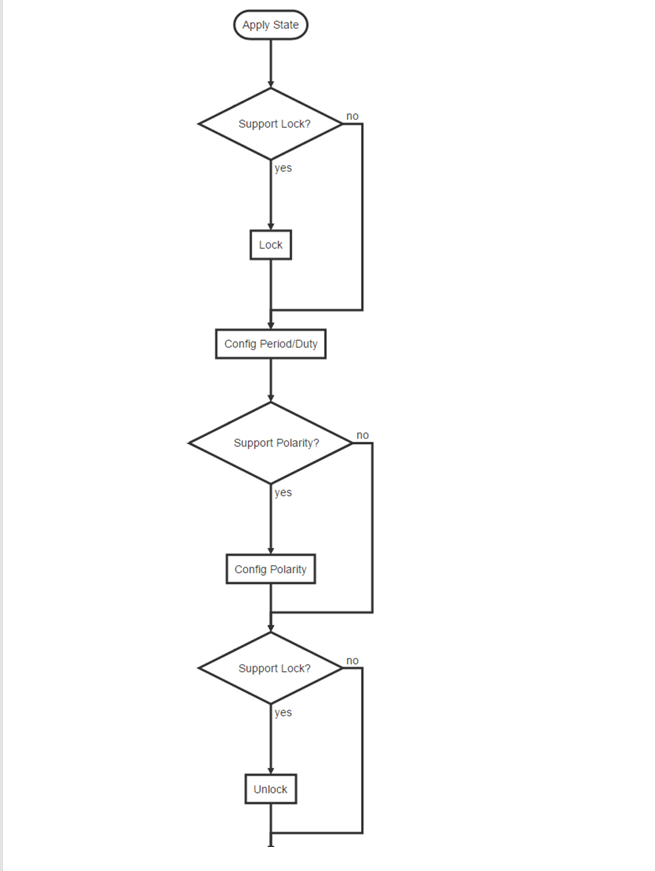 Apply State
Support Lock?
no
yes
Lock
Config Period/Duty
Support Polarity?
no
yes
Config Polarity
Support Lock?
no
yes
Unlock